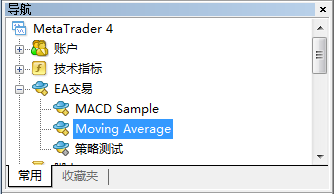 导航
MetaTrader 4
账户
技术指标
EA交易
MACD Sample
Moving Average
策略测试
常用 收藏夹